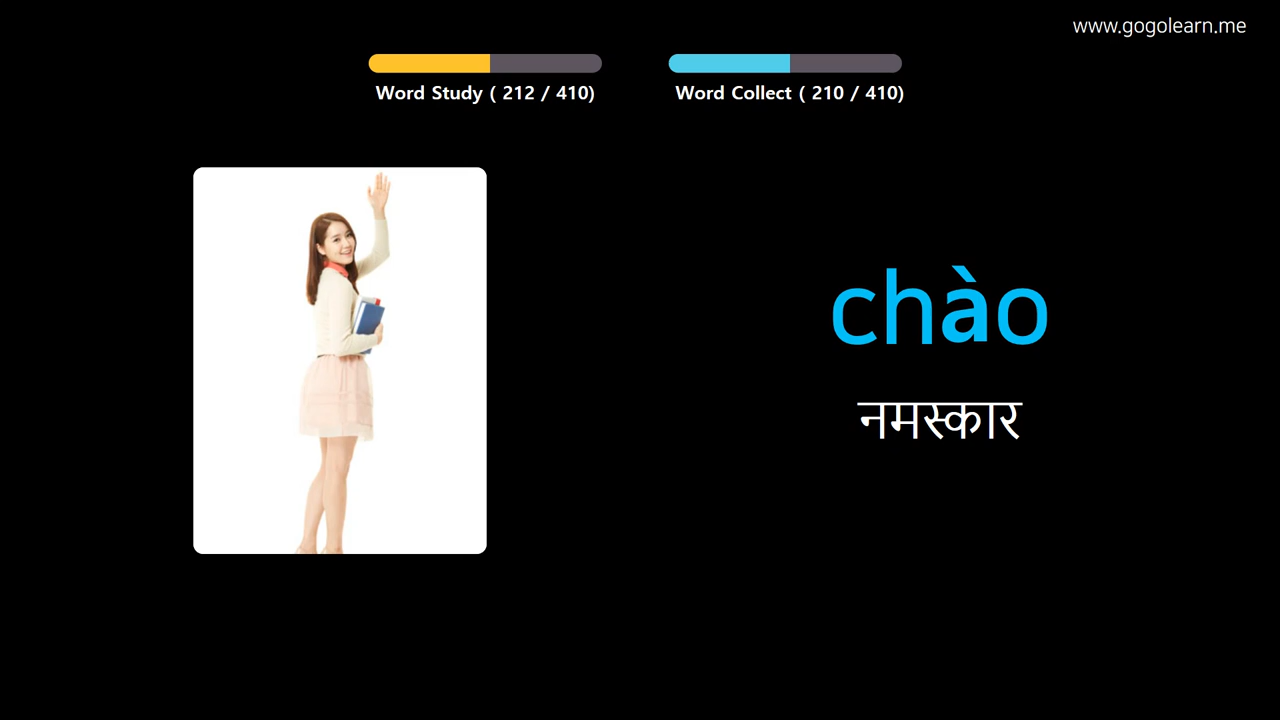 www.gogolearn.me
Word Study ( 212 / 410)
Word Collect ( 210 / 410)
chào
नमस्कार